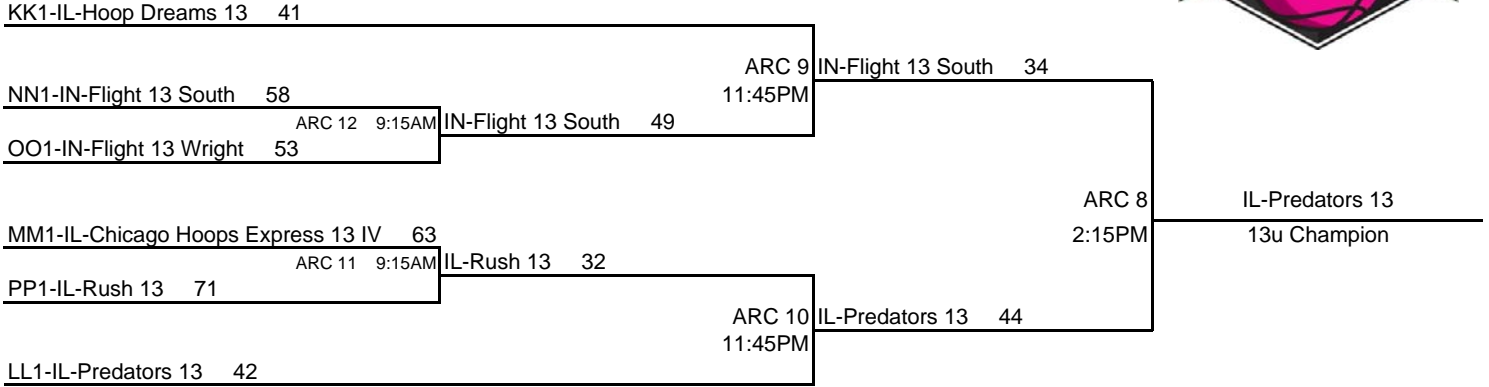 KK1-IL-Hoop Dreams 13 41
ARC 9 IN-Flight 13 South 34
NN1-IN-Flight 13 South 58
11:45PM
ARC 12 9:15AM IN-Flight 13 South 49
OO1-IN-Flight 13 Wright 53
ARC 8 IL-Predators 13
MM1-IL-Chicago Hoops Express 13 IV 63
2:15PM 13u Champion
ARC 11 9:15AM IL-Rush 13 32
PP1-IL-Rush 13 71
ARC 10 IL-Predators 13 44
11:45PM
LL1-IL-Predators 13 42